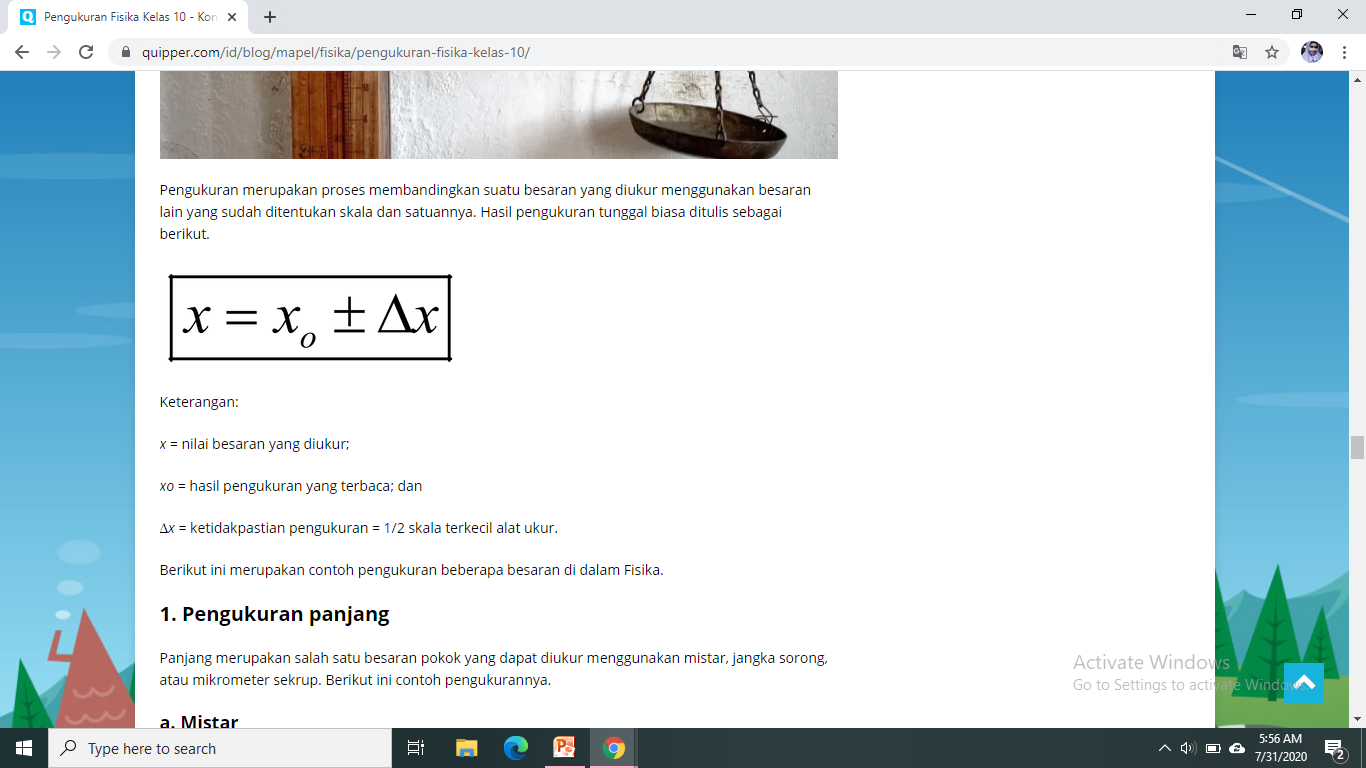 Pengukuran Fisika Kelas 10 - Kon
quipper.com/id/blog/mapel/fisika/pengukuran-fisika-kelas-10/
Pengukuran merupakan proses membandingkan suatu besaran yang diukur menggunakan besaran
lain yang sudah ditentukan skala dan satuannya. Hasil pengukuran tunggal biasa ditulis sebagai
berikut.
x = xₒ ± Δx
Keterangan:
x = nilai besaran yang diukur;
xo = hasil pengukuran yang terbaca; dan
Δx = ketidakpastian pengukuran = 1/2 skala terkecil alat ukur.
Berikut ini merupakan contoh pengukuran beberapa besaran di dalam Fisika.
1. Pengukuran panjang
Panjang merupakan salah satu besaran pokok yang dapat diukur menggunakan mistar, jangka sorong,
atau mikrometer sekrup. Berikut ini contoh pengukurannya.
a. Mistar
Activate Windows
Go to Settings to activate Windows.
Type here to search
5:56 AM
7/31/2020
2